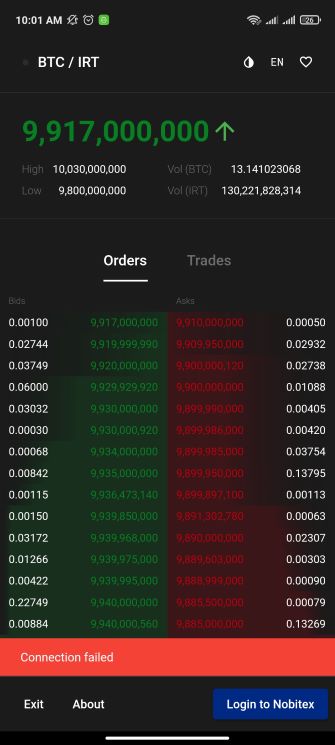 10:01 AM 26
BTC / IRT EN
9,917,000,000
High 10,030,000,000 Vol (BTC) 13.141023068
Low 9,800,000,000 Vol (IRT) 130,221,828,314
Orders Trades
Bids Asks
0.00100 9,917,000,000 9,910,000,000 0.00050
0.02744 9,919,999,990 9,909,950,000 0.02932
0.03749 9,920,000,000 9,900,000,120 0.02738
0.06000 9,929,929,920 9,900,000,000 0.01088
0.03032 9,930,000,000 9,899,990,000 0.00405
0.00030 9,930,000,920 9,899,986,000 0.00420
0.00068 9,934,000,000 9,899,985,000 0.03754
0.00842 9,935,000,000 9,899,950,000 0.13795
0.00115 9,936,473,140 9,899,897,100 0.00113
0.00150 9,939,850,000 9,891,302,780 0.00063
0.03172 9,939,968,000 9,890,000,000 0.02307
0.01266 9,939,975,000 9,889,603,000 0.00303
0.00422 9,939,995,000 9,888,999,000 0.00090
0.22749 9,940,000,000 9,885,500,000 0.00079
0.00884 9,940,000,560 9,885,000,000 0.13269
Connection failed
Exit About Login to Nobitex